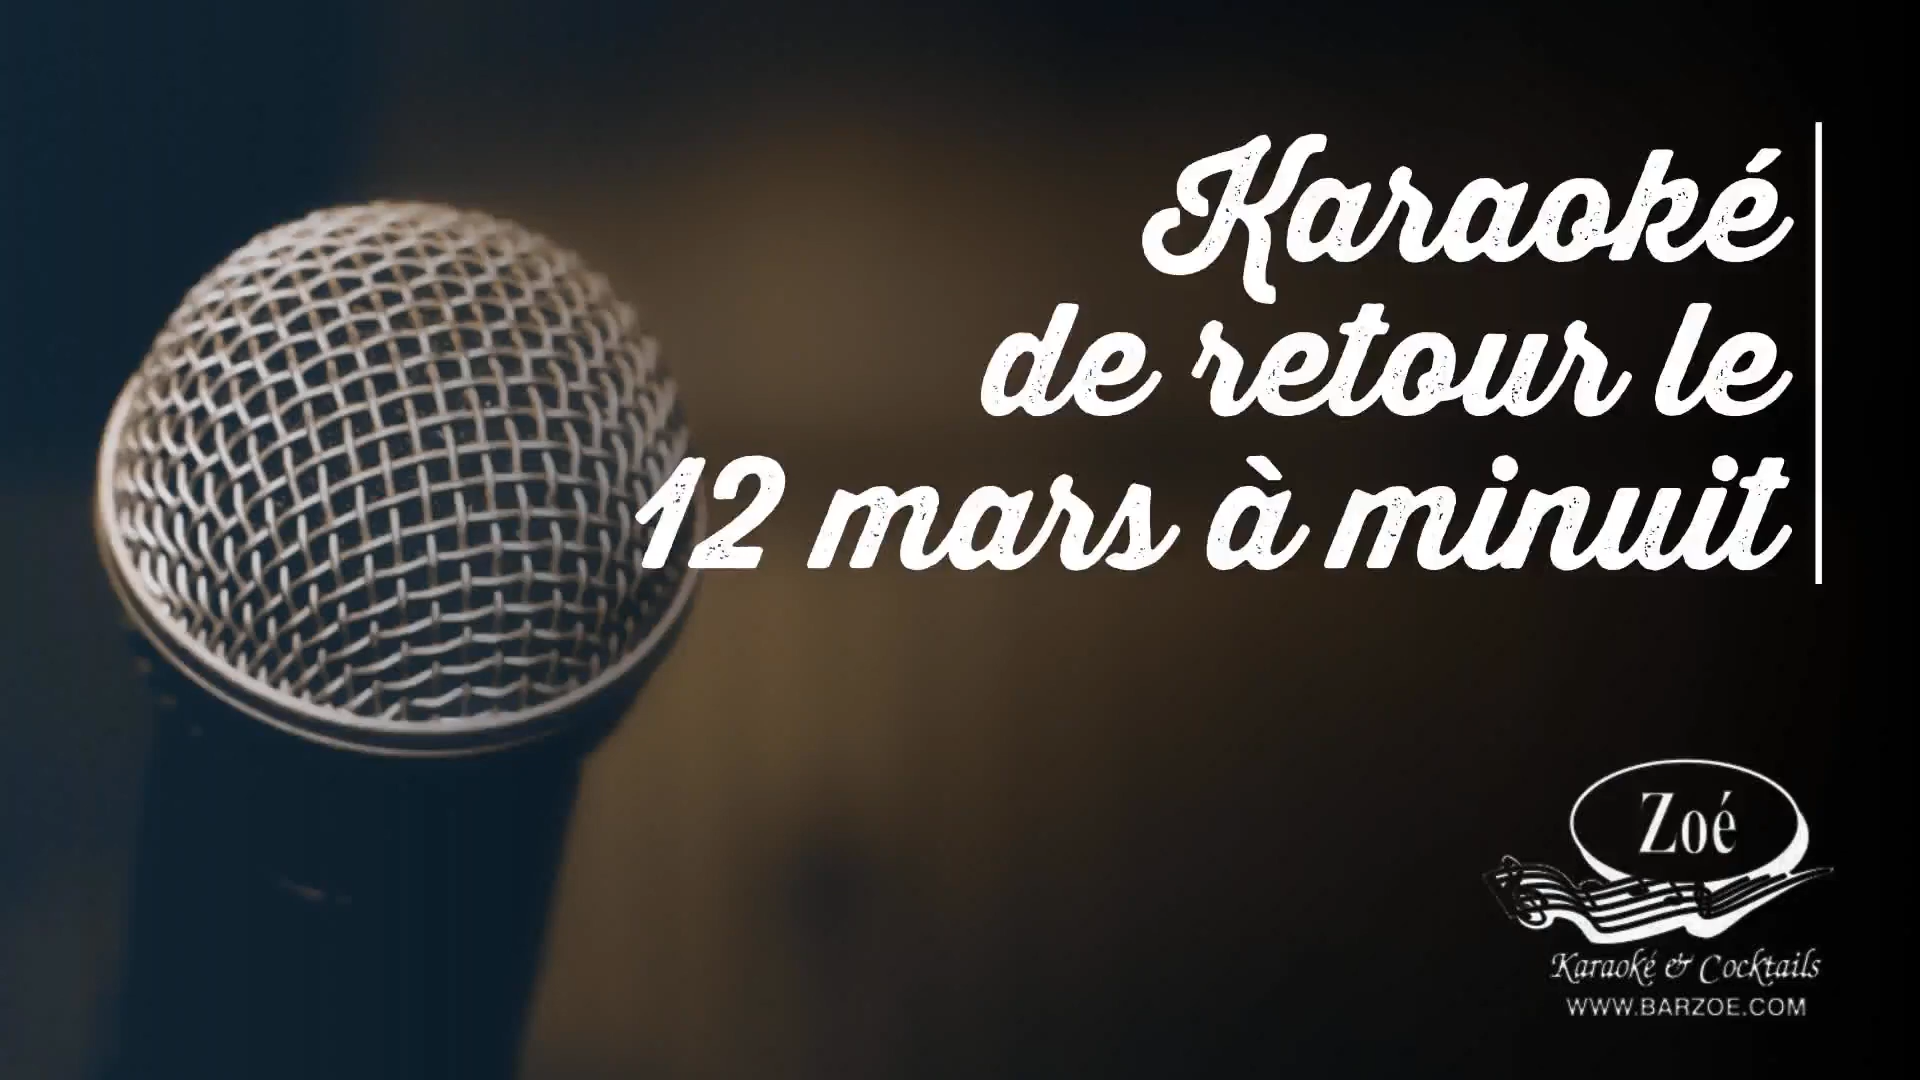 Karaoké
de retour le
12 mars à minuit
Zoé
Karaoké & Cocktails
WWW.BARZOE.COM